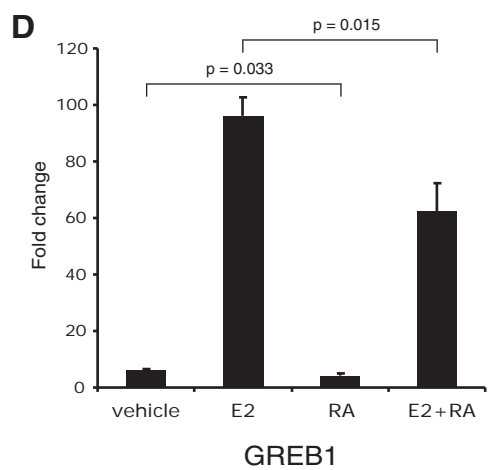 D
p = 0.015
p = 0.033
120
100
80
60
40
20
0
Fold change
vehicle E2 RA E2+RA
GREB1